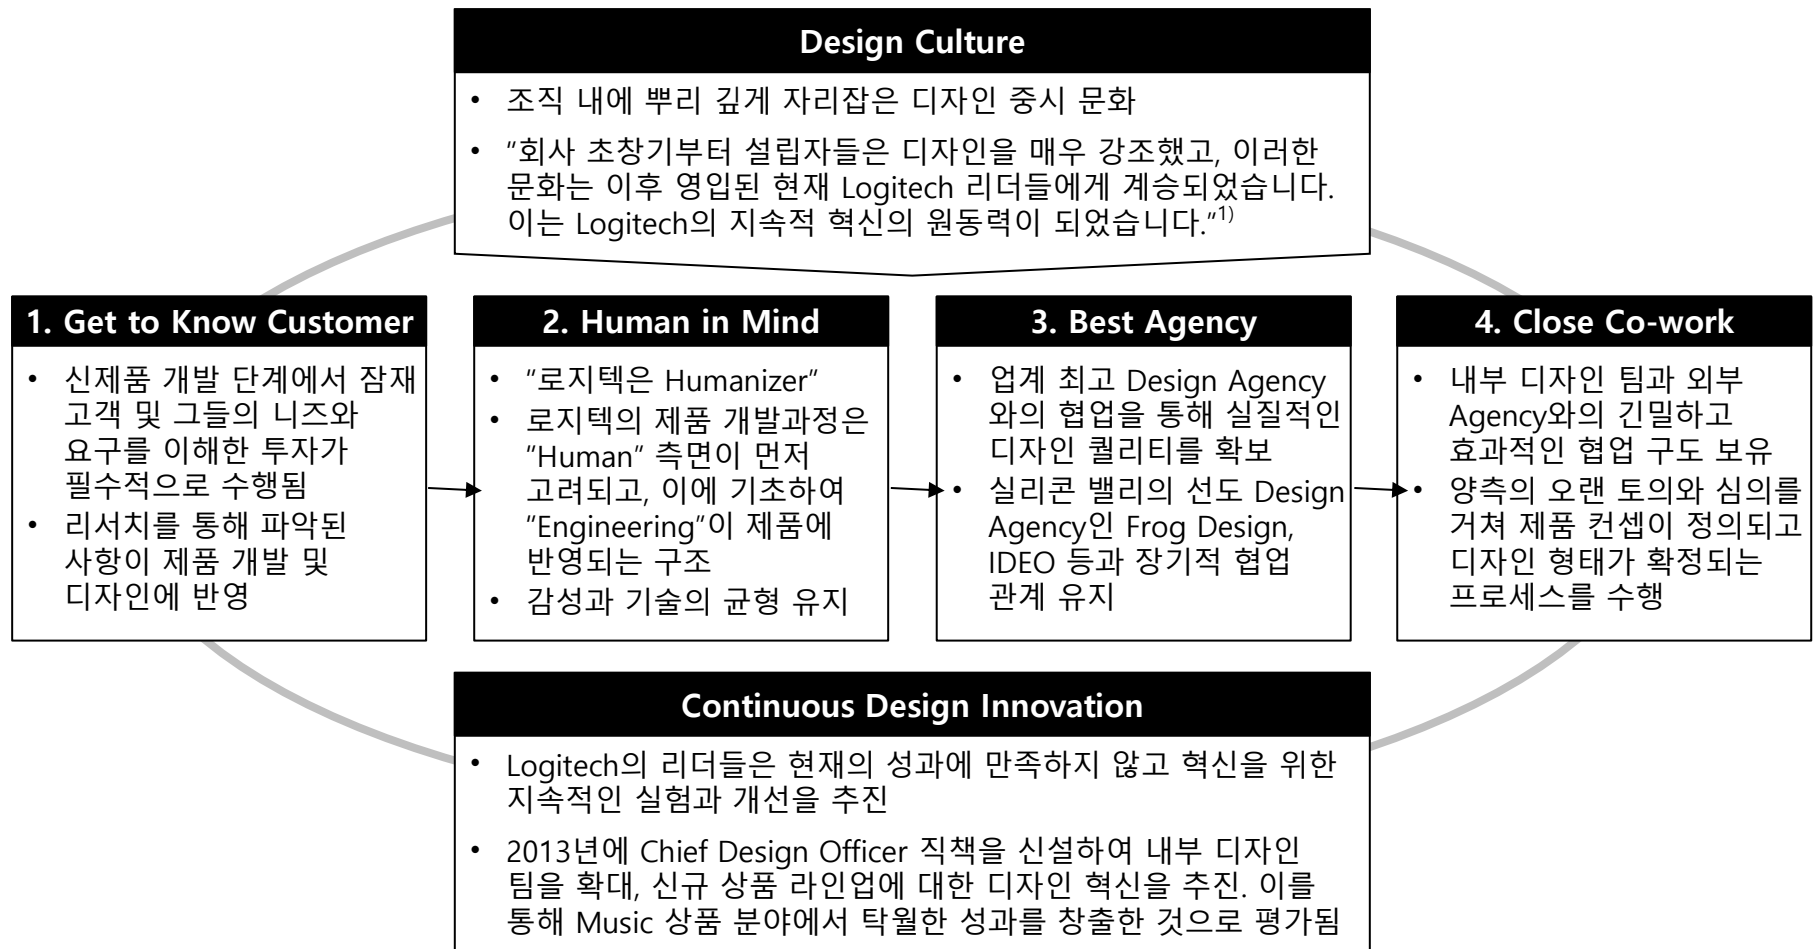 Design Culture
• 조직 내에 뿌리 깊게 자리잡은 디자인 중시 문화
• "회사 초창기부터 설립자들은 디자인을 매우 강조했고, 이러한
문화는 이후 영입된 현재 Logitech 리더들에게 계승되었습니다.
이는 Logitech의 지속적 혁신의 원동력이 되었습니다."1)
1. Get to Know Customer
• 신제품 개발 단계에서 잠재
고객 및 그들의 니즈와
요구를 이해한 투자가
필수적으로 수행됨
• 리서치를 통해 파악된
사항이 제품 개발 및
디자인에 반영
2. Human in Mind
• "로지텍은 Humanizer"
• 로지텍의 제품 개발과정은
"Human" 측면이 먼저
고려되고, 이에 기초하여
"Engineering"이 제품에
반영되는 구조
• 감성과 기술의 균형 유지
3. Best Agency
• 업계 최고 Design Agency
와의 협업을 통해 실질적인
디자인 퀄리티를 확보
• 실리콘 밸리의 선도 Design
Agency인 Frog Design,
IDEO 등과 장기적 협업
관계 유지
4. Close Co-work
• 내부 디자인 팀과 외부
Agency와의 긴밀하고
효과적인 협업 구도 보유
• 양측의 오랜 토의와 심의를
거쳐 제품 컨셉이 정의되고
디자인 형태가 확정되는
프로세스를 수행
Continuous Design Innovation
• Logitech의 리더들은 현재의 성과에 만족하지 않고 혁신을 위한
지속적인 실험과 개선을 추진
• 2013년에 Chief Design Officer 직책을 신설하여 내부 디자인
팀을 확대, 신규 상품 라인업에 대한 디자인 혁신을 추진. 이를
통해 Music 상품 분야에서 탁월한 성과를 창출한 것으로 평가됨